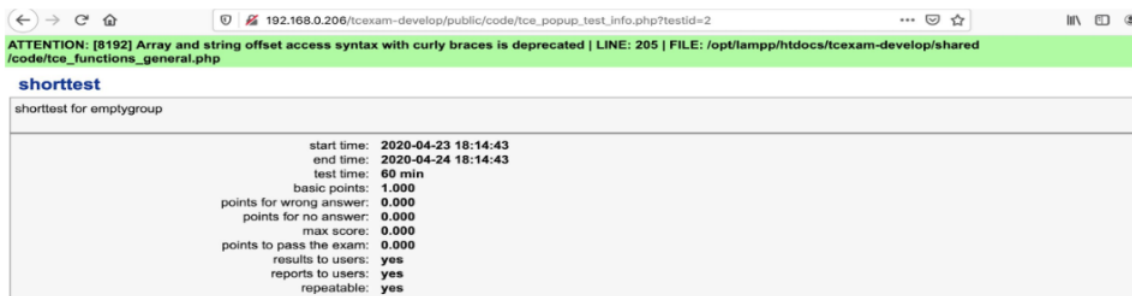 192.168.0.206/tcexam-develop/public/code/tce_popup_test_info.php?testid=2
ATTENTION: [8192] Array and string offset access syntax with curly braces is deprecated | LINE: 205 | FILE: /opt/lampp/htdocs/tcexam-develop/shared
/code/tce_functions_general.php
shorttest
shorttest for emptygroup
start time: 2020-04-23 18:14:43
end time: 2020-04-24 18:14:43
test time: 60 min
basic points: 1.000
points for wrong answer: 0.000
points for no answer: 0.000
max score: 0.000
points to pass the exam: 0.000
results to users: yes
reports to users: yes
repeatable: yes